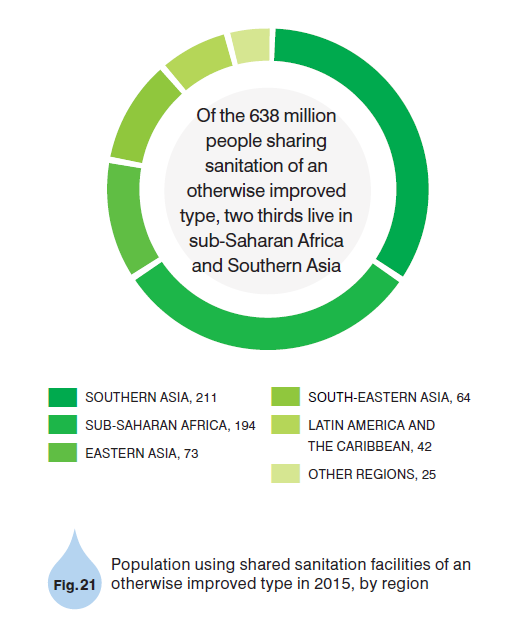 Of the 638 million
people sharing
sanitation of an
otherwise improved
type, two thirds live in
sub-Saharan Africa
and Southern Asia
SOUTHERN ASIA, 211
SUB-SAHARAN AFRICA, 194
EASTERN ASIA, 73
SOUTH-EASTERN ASIA, 64
LATIN AMERICA AND
THE CARIBBEAN, 42
OTHER REGIONS, 25
Fig.21
Population using shared sanitation facilities of an
otherwise improved type in 2015, by region